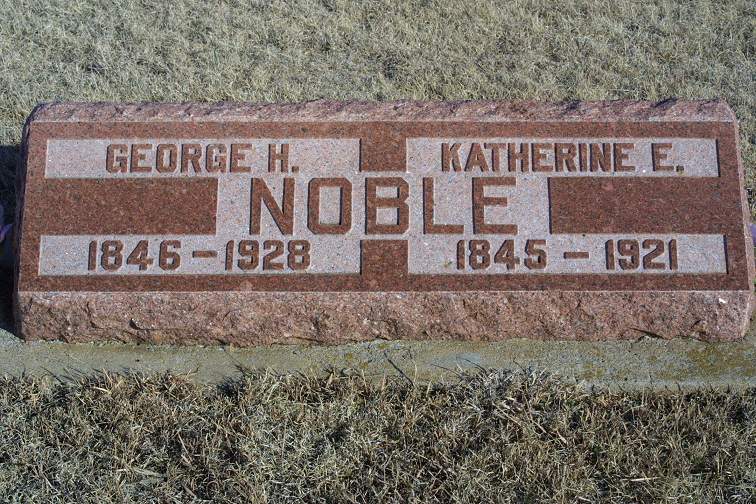 GEORGE H. KATHERINE E.
NOBLE
1846 - 1928 1845 - 1921